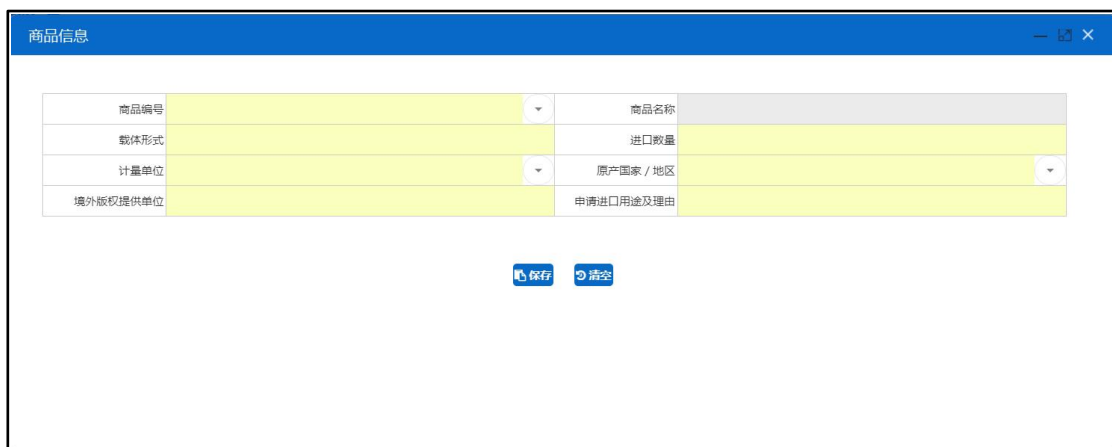 商品信息
商品编号 商品名称
载体形式 进口数量
计量单位 原产国家 / 地区
境外版权提供单位 申请进口用途及理由
保存 清空